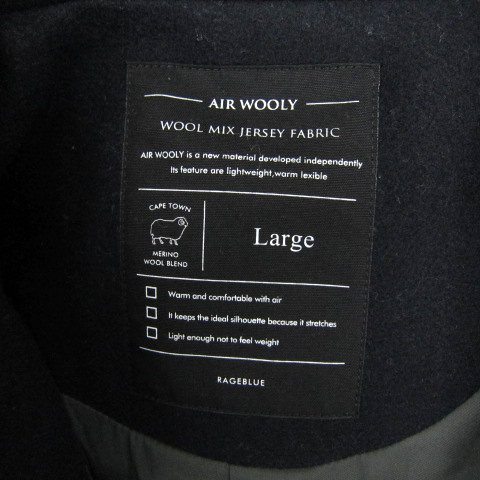 AIR WOOLY
WOOL MIX JERSEY FABRIC
AIR WOOLY is a new material developed independently
Its feature are lightweight,warm lexible
CAPE TOWN
MERINO
WOOL BLEND
Large
Warm and comfortable with air
It keeps the ideal silhouette because it stretches
Light enough not to feel weight
RAGEBLUE